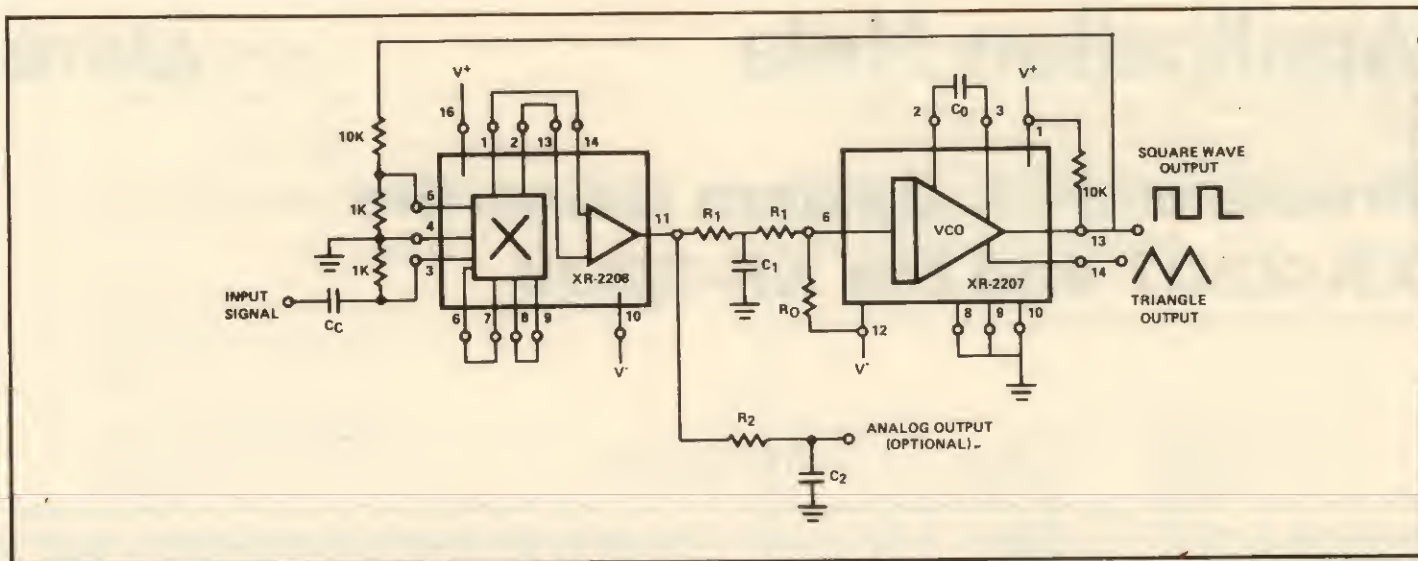 V+
16
1
2
13
14
10K
5
1K
4
1K
3
INPUT
SIGNAL
CC
X
XR-2208
6
7
8
9
10
V-
11
R1
R1
C1
6
RO
12
V-
2
CO
3
V+
1
10K
VCO
XR-2207
8
9
10
13
14
SQUARE WAVE
OUTPUT
TRIANGLE
OUTPUT
R2
C2
ANALOG OUTPUT
(OPTIONAL)